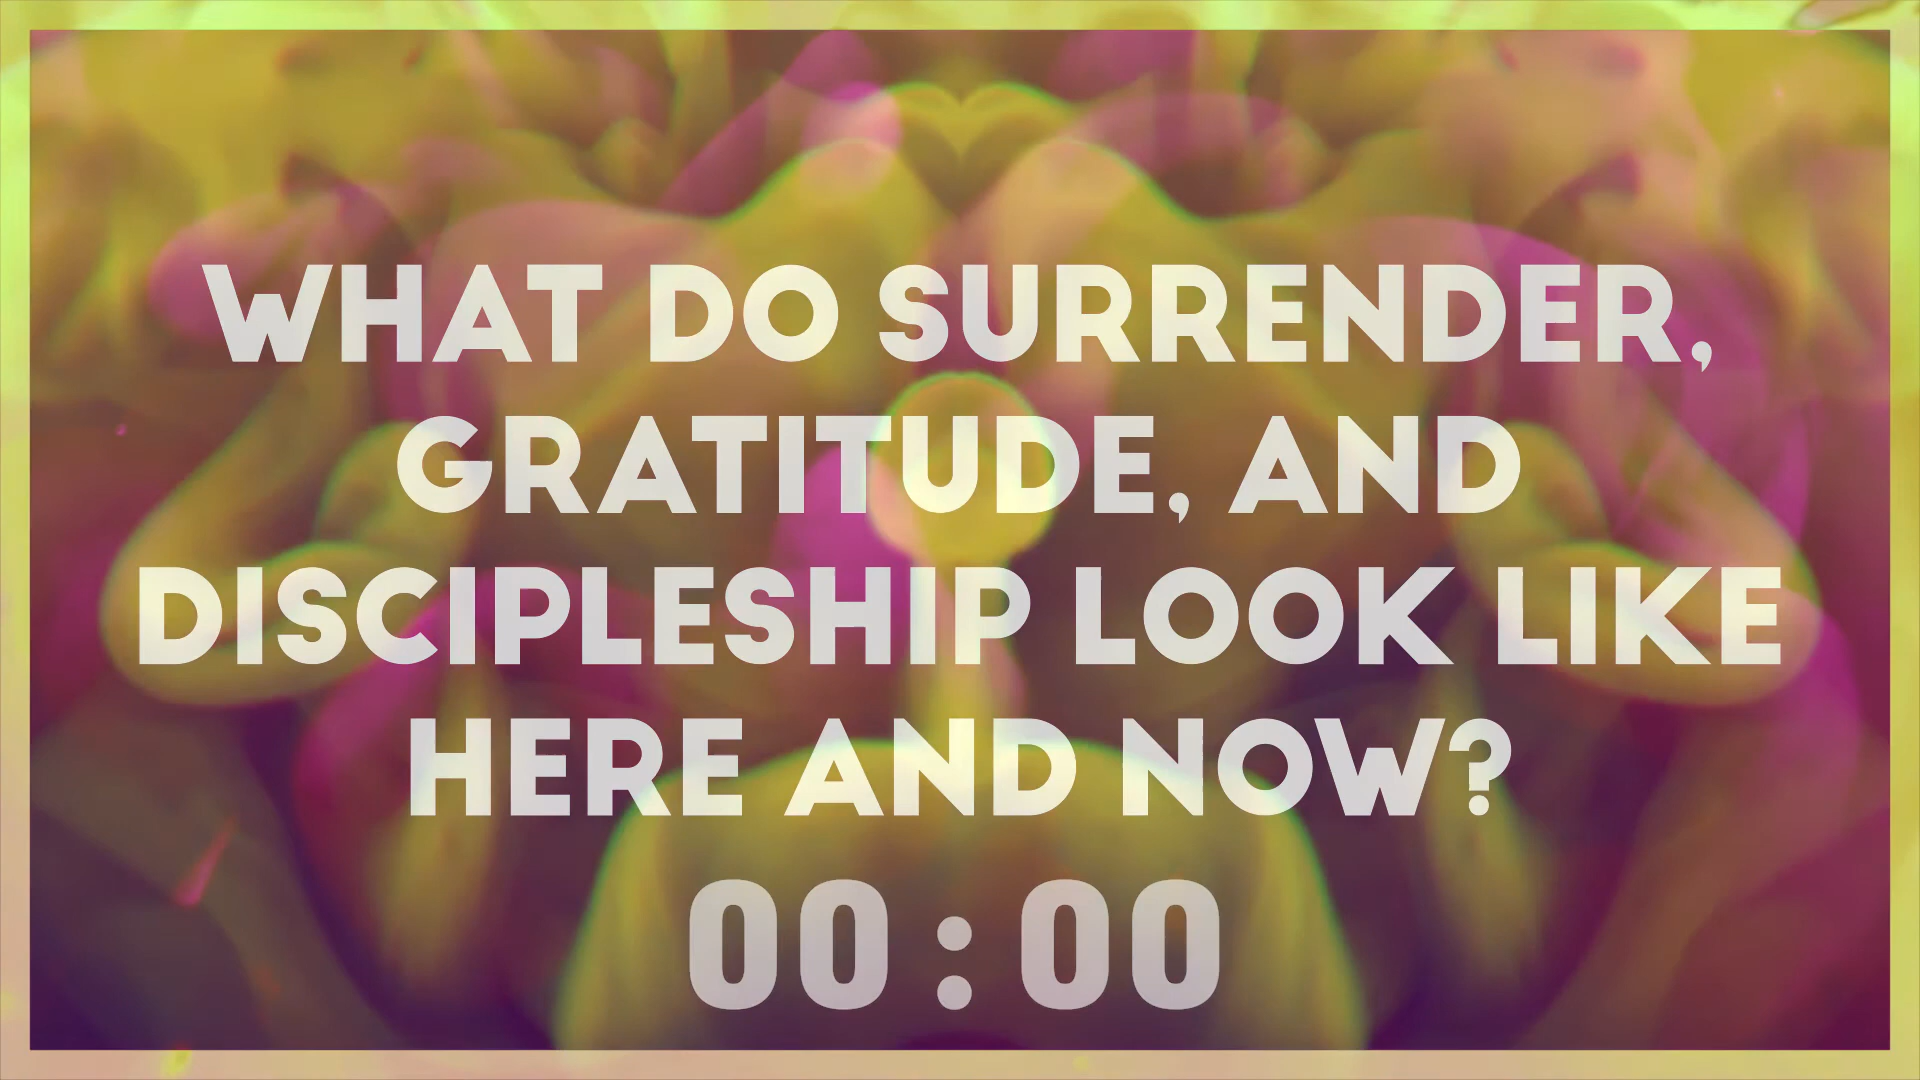 WHAT DO SURRENDER,
GRATITUDE, AND
DISCIPLESHIP LOOK LIKE
HERE AND NOW?
00:00